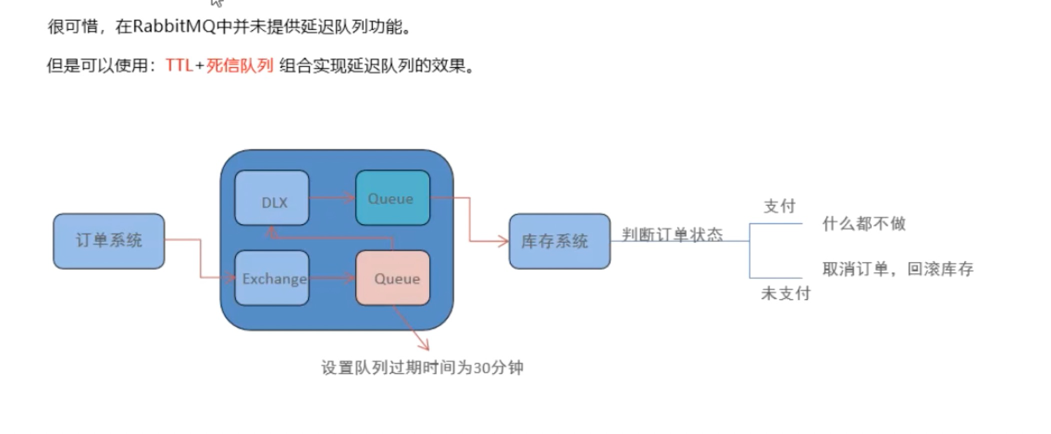 很可惜，在RabbitMQ中并未提供延迟队列功能。
但是可以使用：TTL+死信队列 组合实现延迟队列的效果。
DLX
Queue
订单系统
Exchange
Queue
库存系统
判断订单状态
支付
什么都不做
取消订单，回滚库存
未支付
设置队列过期时间为30分钟